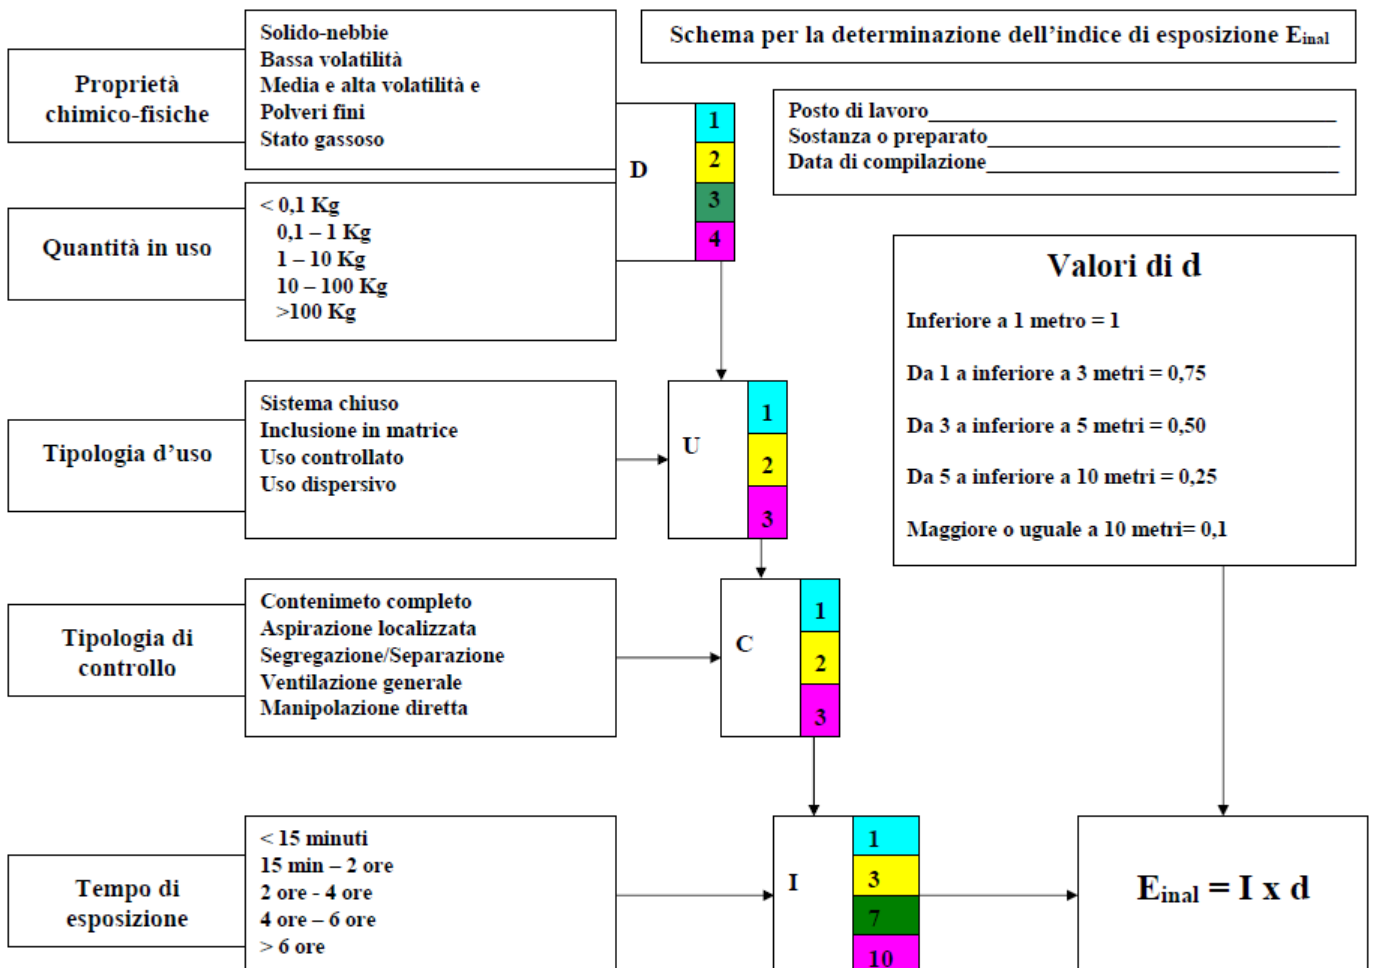 Schema per la determinazione dell'indice di esposizione Einal
Posto di lavoro
Sostanza o preparato
Data di compilazione
Proprietà
chimico-fisiche
Solido-nebbie
Bassa volatilità
Media e alta volatilità e
Polveri fini
Stato gassoso
Quantità in uso
< 0,1 Kg
0,1 – 1 Kg
1 – 10 Kg
10 – 100 Kg
>100 Kg
D
1
2
3
4
Valori di d
Inferiore a 1 metro = 1
Da 1 a inferiore a 3 metri = 0,75
Da 3 a inferiore a 5 metri = 0,50
Da 5 a inferiore a 10 metri = 0,25
Maggiore o uguale a 10 metri= 0,1
Tipologia d'uso
Sistema chiuso
Inclusione in matrice
Uso controllato
Uso dispersivo
U
1
2
3
Tipologia di
controllo
Contenimeto completo
Aspirazione localizzata
Segregazione/Separazione
Ventilazione generale
Manipolazione diretta
C
1
2
3
Tempo di
esposizione
< 15 minuti
15 min – 2 ore
2 ore - 4 ore
4 ore – 6 ore
> 6 ore
I
1
3
7
10
Einal = I x d